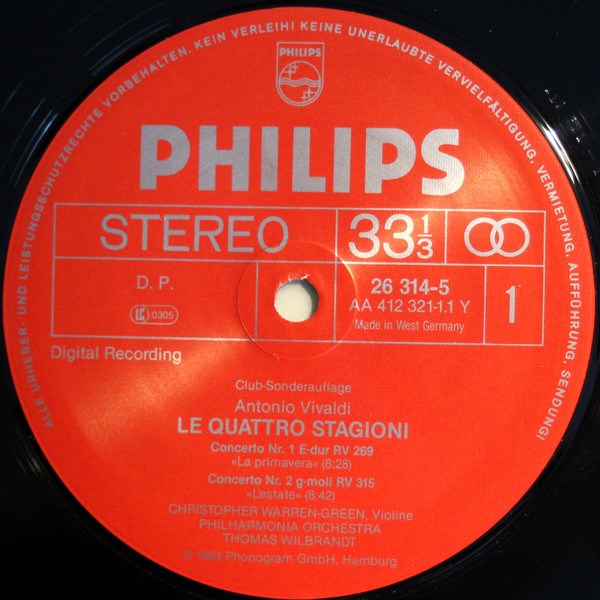 ALLE URHEBER- UND LEISTUNGSSCHUTZRECHTE VORBEHALTEN. KEIN VERLEIH! KEINE UNERLAUBTE VERVIELFÄLTIGUNG, VERMIETUNG, AUFFÜHRUNG, SENDUNG!
PHILIPS
PHILIPS
STEREO
33 1/3
D. P.
LC 0305
26 314-5
AA 412 321-1.1 Y
Made in West Germany
1
Digital Recording
Club-Sonderauflage
Antonio Vivaldi
LE QUATTRO STAGIONI
Concerto Nr. 1 E-dur RV 269
»La primavera« (8:28)
Concerto Nr. 2 g-moll RV 315
»L'estate« (8:42)
CHRISTOPHER WARREN-GREEN, Violine
PHILHARMONIA ORCHESTRA
THOMAS WILBRANDT
℗ 1984 Phonogram GmbH, Hamburg